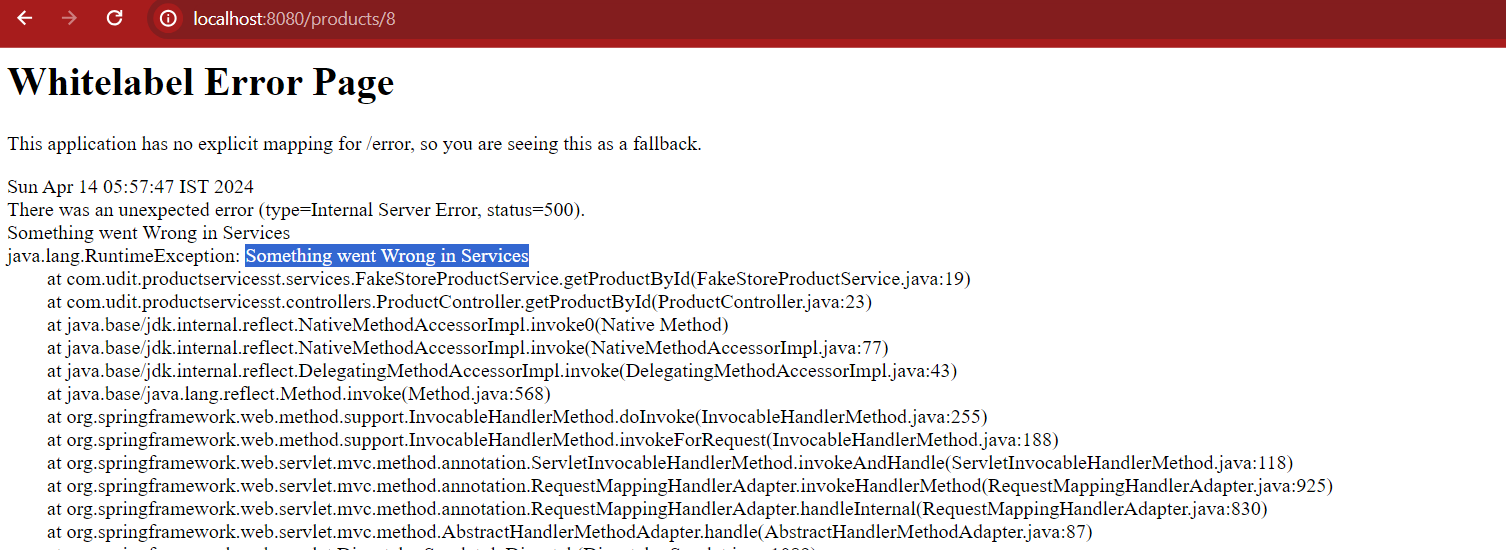 localhost:8080/products/8
Whitelabel Error Page
This application has no explicit mapping for /error, so you are seeing this as a fallback.
Sun Apr 14 05:57:47 IST 2024
There was an unexpected error (type=Internal Server Error, status=500).
Something went Wrong in Services
java.lang.RuntimeException: Something went Wrong in Services
at com.udit.productservicesst.services.FakeStoreProductService.getProductById(FakeStoreProductService.java:19)
at com.udit.productservicesst.controllers.ProductController.getProductById(ProductController.java:23)
at java.base/jdk.internal.reflect.NativeMethodAccessorImpl.invoke0(Native Method)
at java.base/jdk.internal.reflect.NativeMethodAccessorImpl.invoke(NativeMethodAccessorImpl.java:77)
at java.base/jdk.internal.reflect.DelegatingMethodAccessorImpl.invoke(DelegatingMethodAccessorImpl.java:43)
at java.base/java.lang.reflect.Method.invoke(Method.java:568)
at org.springframework.web.method.support.InvocableHandlerMethod.doInvoke(InvocableHandlerMethod.java:255)
at org.springframework.web.method.support.InvocableHandlerMethod.invokeForRequest(InvocableHandlerMethod.java:188)
at org.springframework.web.servlet.mvc.method.annotation.ServletInvocableHandlerMethod.invokeAndHandle(ServletInvocableHandlerMethod.java:118)
at org.springframework.web.servlet.mvc.method.annotation.RequestMappingHandlerAdapter.invokeHandlerMethod(RequestMappingHandlerAdapter.java:925)
at org.springframework.web.servlet.mvc.method.annotation.RequestMappingHandlerAdapter.handleInternal(RequestMappingHandlerAdapter.java:830)
at org.springframework.web.servlet.mvc.method.AbstractHandlerMethodAdapter.handle(AbstractHandlerMethodAdapter.java:87)